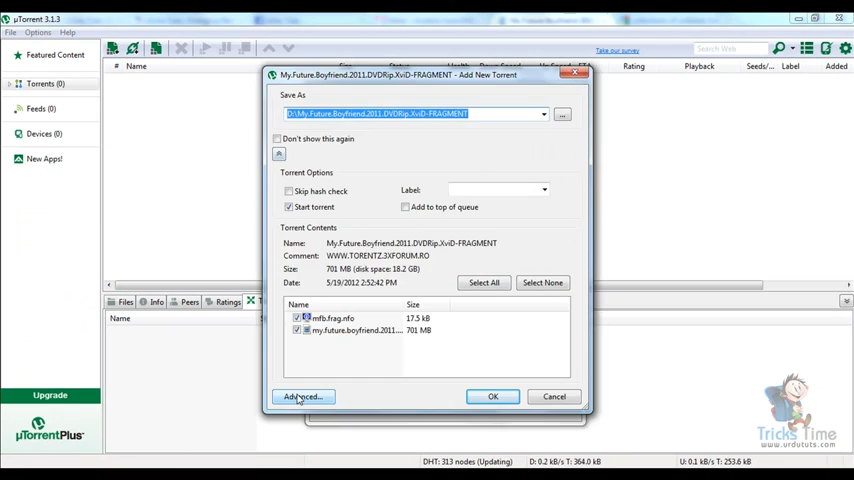 µTorrent 3.1.3
File Options Help
Take our survey
Search Web
Featured Content
Torrents (0)
Feeds (0)
Devices (0)
New Apps!
# Name Size Status Health Rating Playback Seeds/... Label Added
My.Future.Boyfriend.2011.DVDRip.XviD-FRAGMENT - Add New Torrent
Save As
D:\My.Future.Boyfriend.2011.DVDRip.XviD-FRAGMENT
...
Don't show this again
Torrent Options
Skip hash check
Label:
Start torrent
Add to top of queue
Torrent Contents
Name: My.Future.Boyfriend.2011.DVDRip.XviD-FRAGMENT
Comment: WWW.TORENTZ.3XFORUM.RO
Size: 701 MB (disk space: 18.2 GB)
Date: 5/19/2012 2:52:42 PM
Select All Select None
Name Size
mfb.frag.nfo 17.5 kB
my.future.boyfriend.2011.... 701 MB
Advanced... OK Cancel
Files Info Peers Ratings
Name
Upgrade
µTorrentPlus
Tricks Time
www.urdututs.com
DHT: 313 nodes (Updating) D: 0.2 kB/s T: 364.0 kB U: 0.1 kB/s T: 253.6 kB